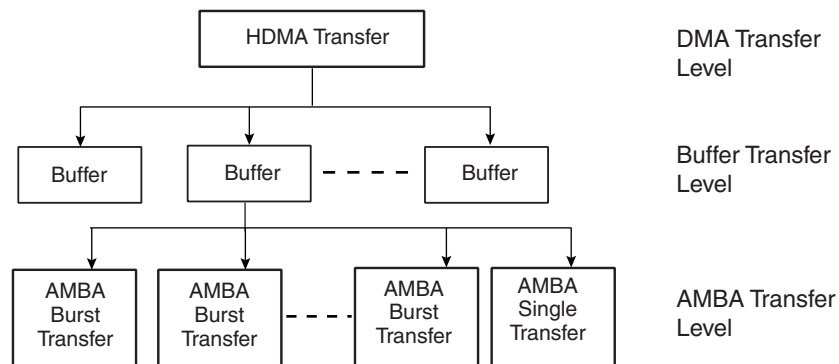 HDMA Transfer
DMA Transfer
Level
Buffer
Buffer
Buffer
Buffer Transfer
Level
AMBA
Burst
Transfer
AMBA
Burst
Transfer
AMBA
Burst
Transfer
AMBA
Single
Transfer
AMBA Transfer
Level